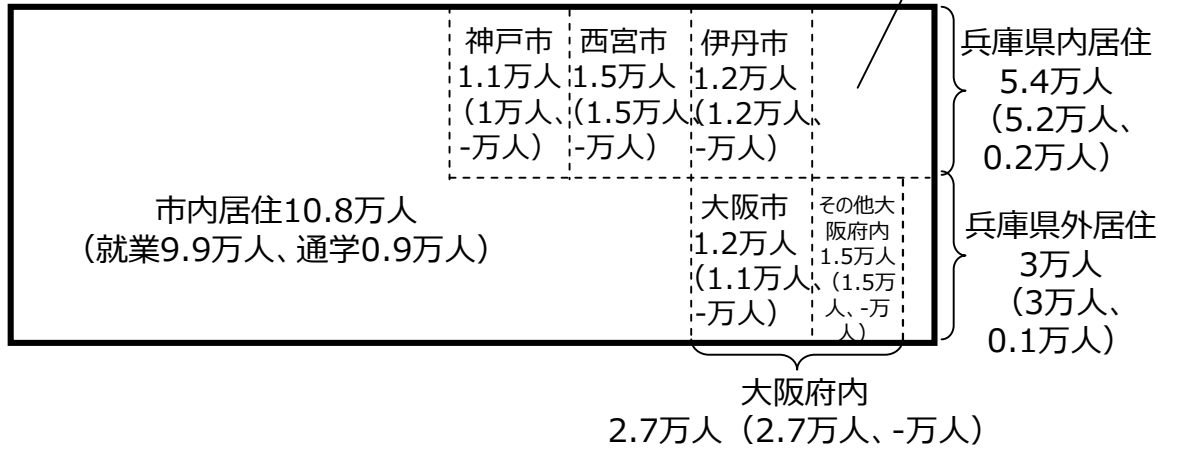 神戸市
1.1万人
（1万人、
-万人）
西宮市
1.5万人
（1.5万人、
-万人）
伊丹市
1.2万人
（1.2万人、
-万人）
兵庫県内居住
5.4万人
（5.2万人、
0.2万人）
市内居住10.8万人
（就業9.9万人、通学0.9万人）
大阪市
1.2万人
（1.1万人、
-万人）
その他大
阪府内
1.5万人
（1.5万
人、-万
人）
兵庫県外居住
3万人
（3万人、
0.1万人）
大阪府内
2.7万人（2.7万人、-万人）